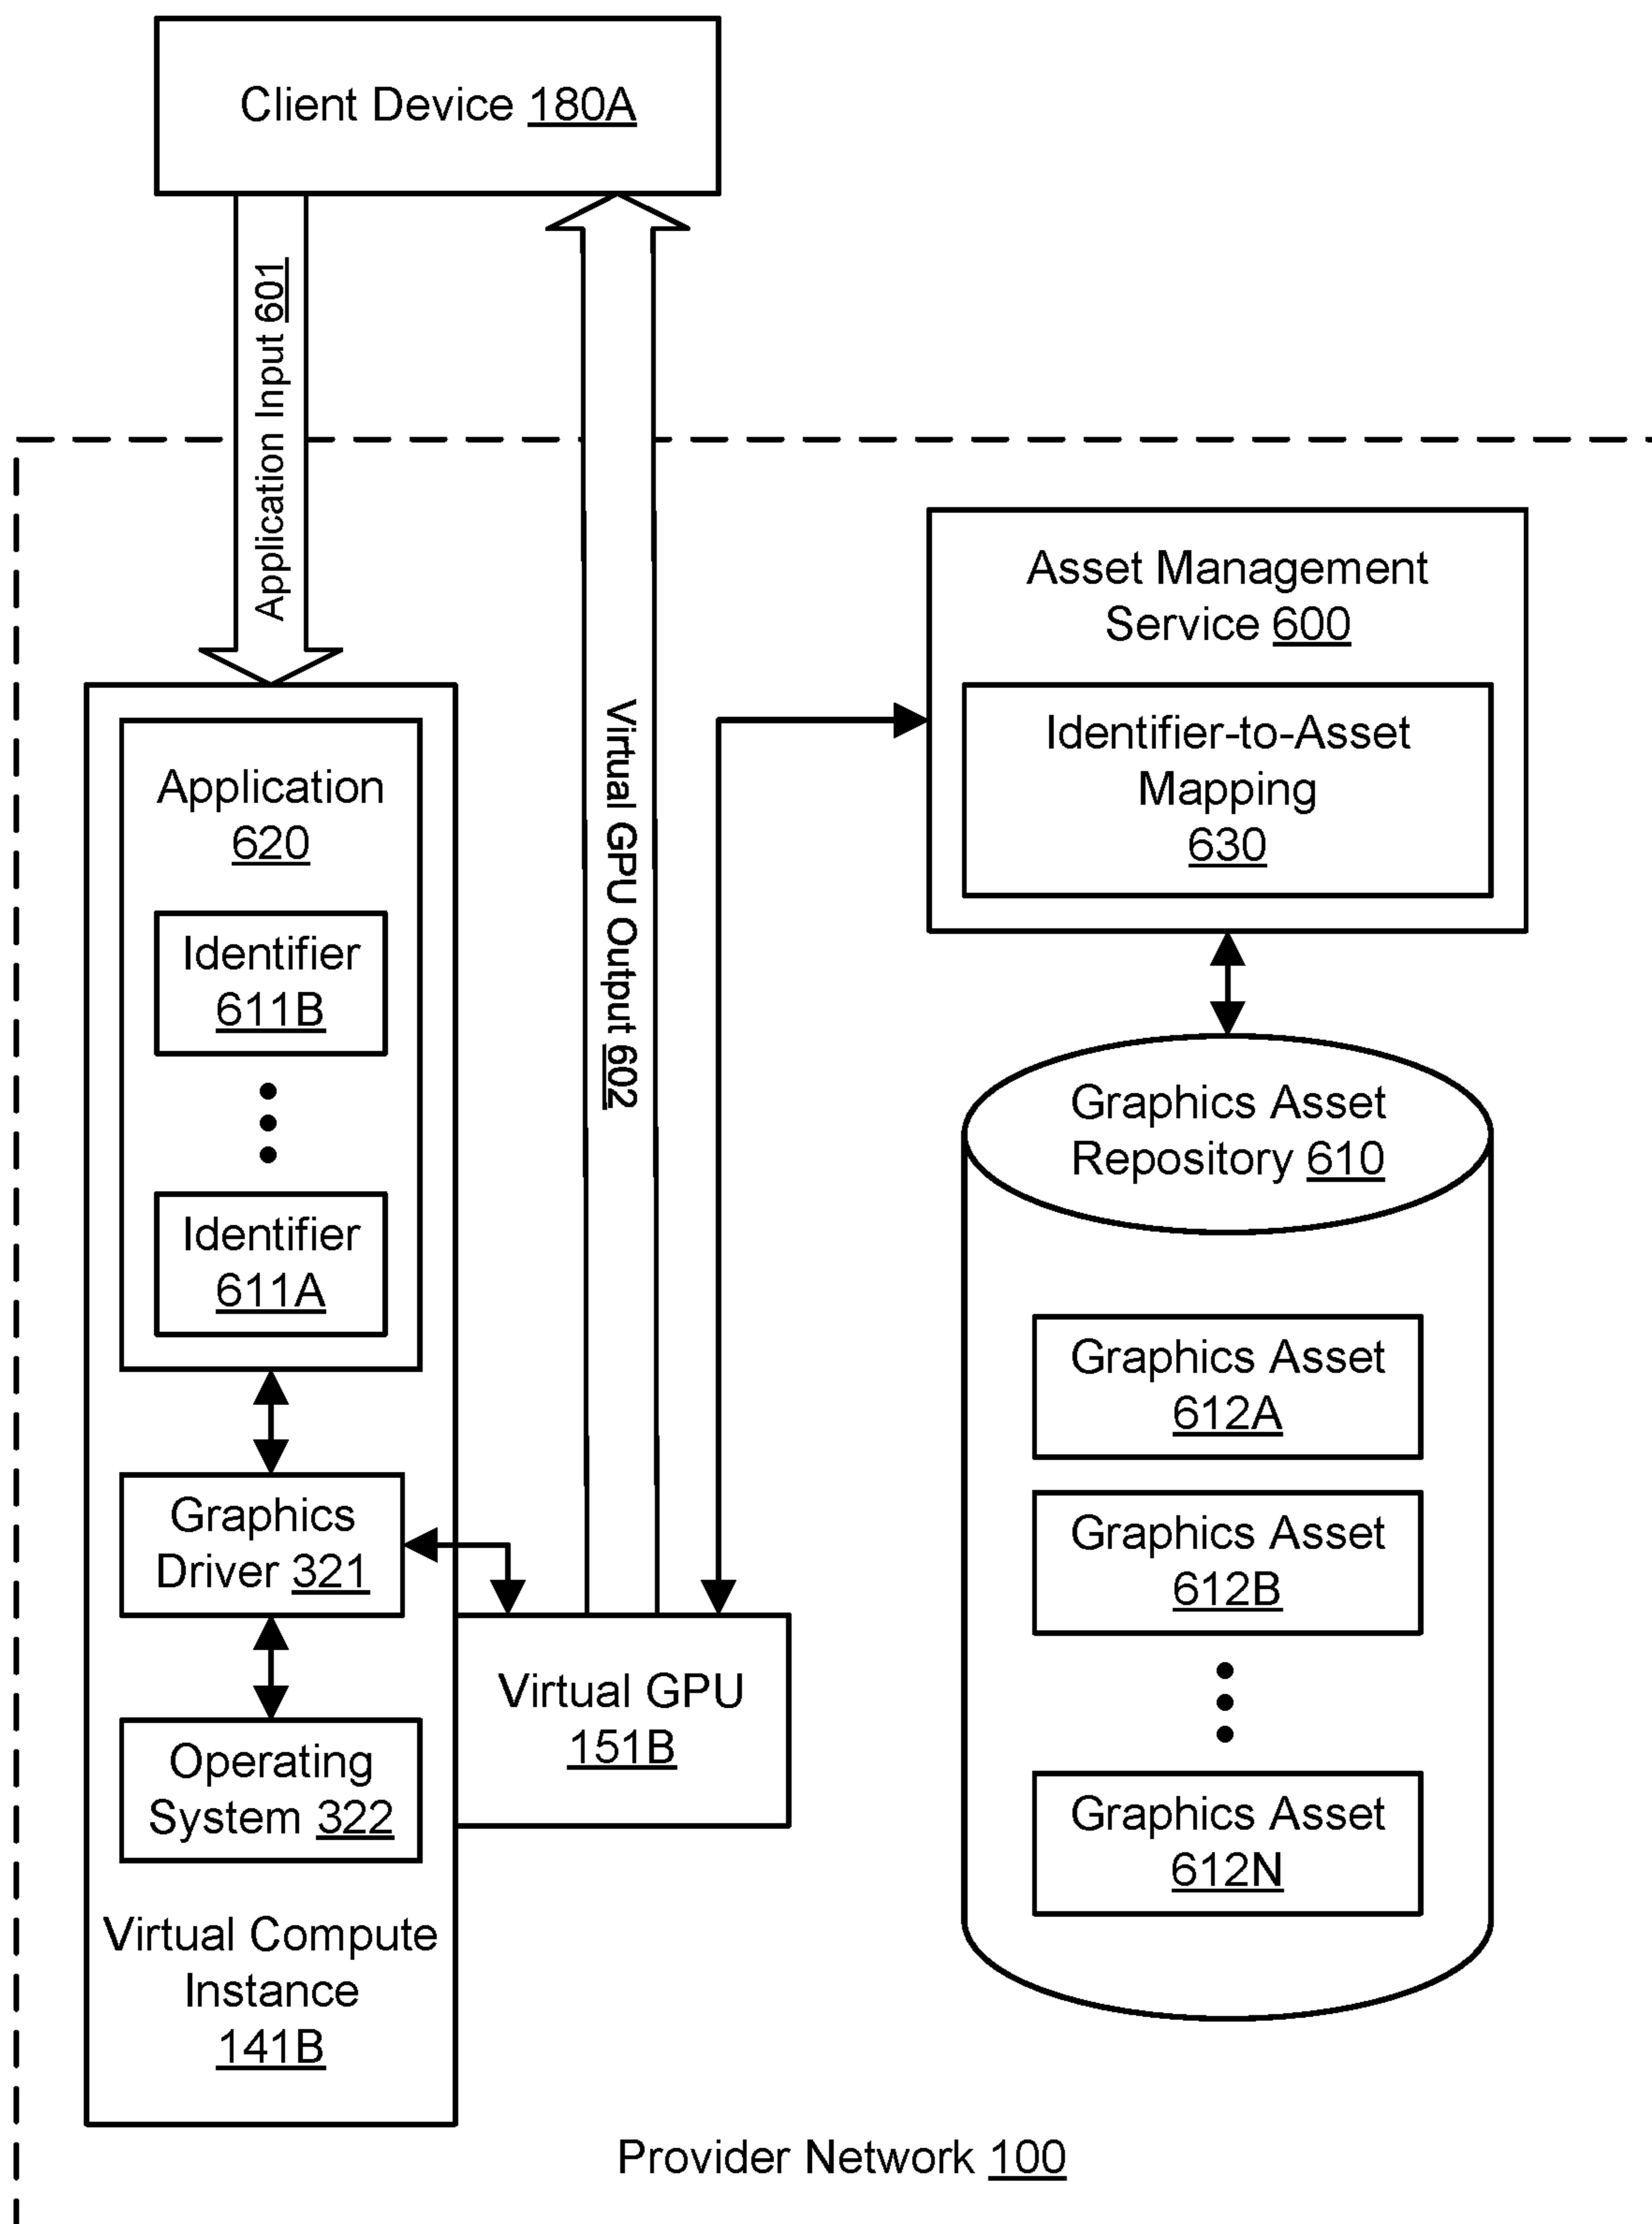 Client Device 180A
Application Input 601
Virtual GPU Output 602
Asset Management
Service 600
Identifier-to-Asset
Mapping
630
Application
620
Identifier
611B
Identifier
611A
Graphics
Driver 321
Operating
System 322
Virtual Compute
Instance
141B
Virtual GPU
151B
Graphics Asset
Repository 610
Graphics Asset
612A
Graphics Asset
612B
Graphics Asset
612N
Provider Network 100